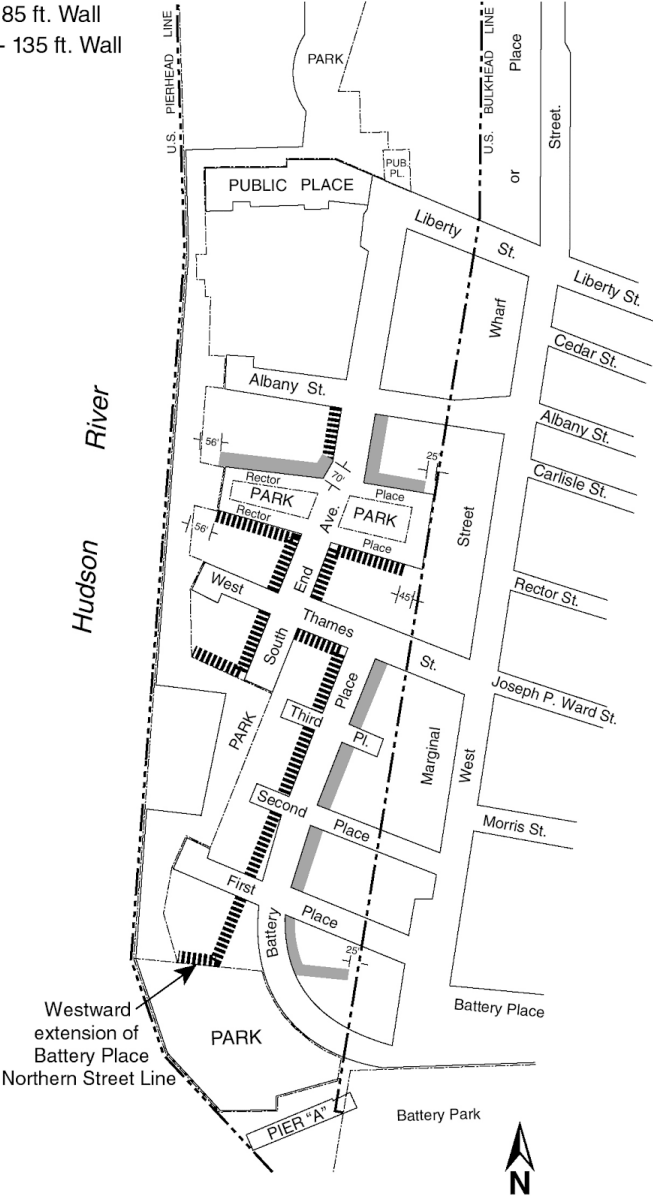 85 ft. Wall
- 135 ft. Wall
U.S. PIERHEAD LINE
PARK
U.S. BULKHEAD LINE
Place
or
Street.
PUB.
PL.
PUBLIC PLACE
Liberty
St.
Liberty St.
Wharf
Cedar St.
Albany St.
Albany St.
Carlisle St.
River
Hudson
56'
70'
25'
Rector
Place
PARK
PARK
Rector
Ave.
Place
56'
Street
End
West
45'
Rector St.
Thames
South
St.
Joseph P. Ward St.
Place
Third
Pl.
PARK
Marginal
West
Second
Place
Morris St.
First
Place
Battery
25'
Westward
extension of
Battery Place
Northern Street Line
PARK
Battery Place
PIER "A"
Battery Park
N